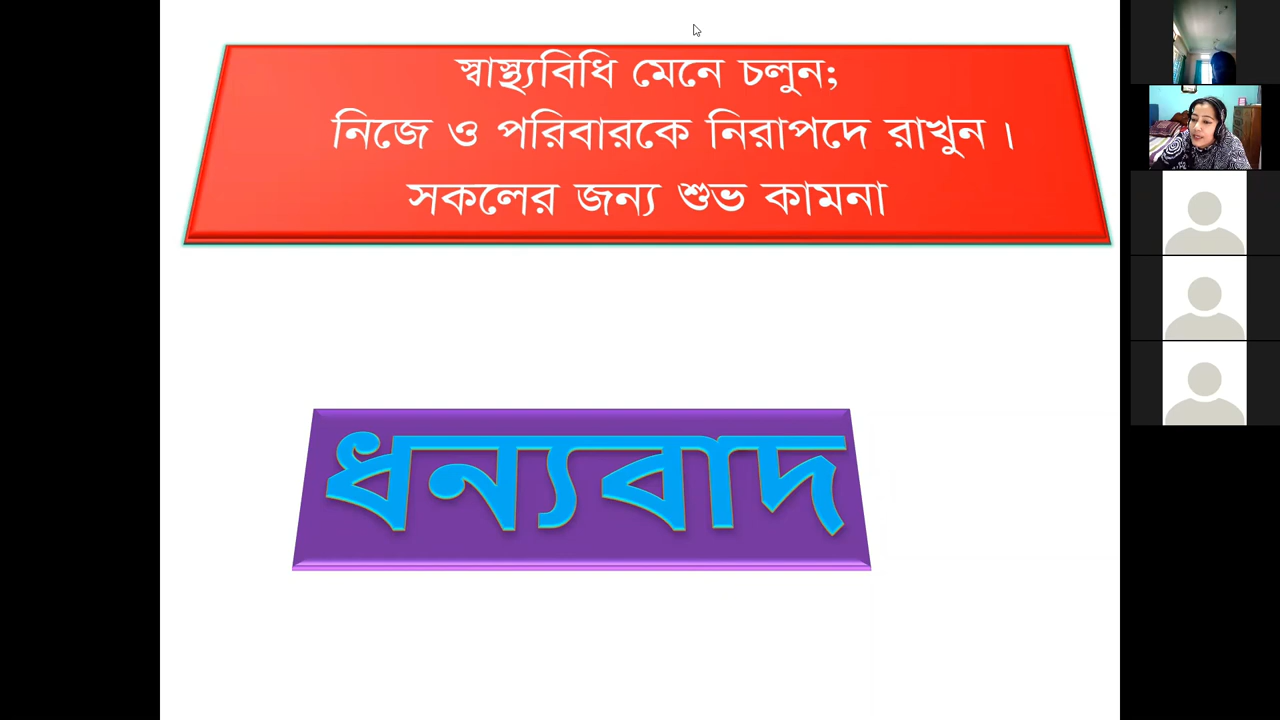 স্বাস্থ্যবিধি মেনে চলুন;
নিজে ও পরিবারকে নিরাপদে রাখুন।
সকলের জন্য শুভ কামনা
ধন্যবাদ